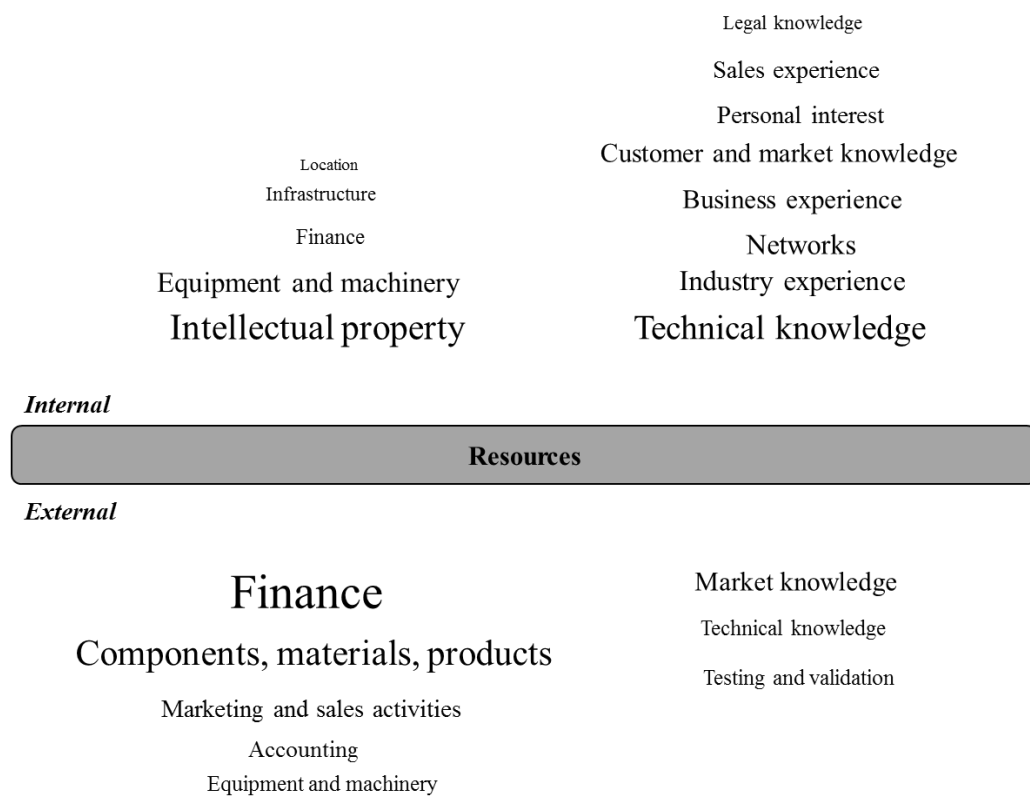 Legal knowledge
Sales experience
Personal interest
Customer and market knowledge
Location
Infrastructure
Business experience
Finance
Networks
Equipment and machinery
Industry experience
Intellectual property
Technical knowledge
Internal
Resources
External
Finance
Market knowledge
Technical knowledge
Components, materials, products
Testing and validation
Marketing and sales activities
Accounting
Equipment and machinery